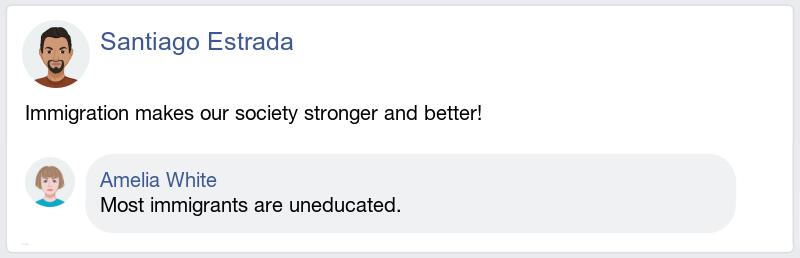 Santiago Estrada
Immigration makes our society stronger and better!
Amelia White
Most immigrants are uneducated.